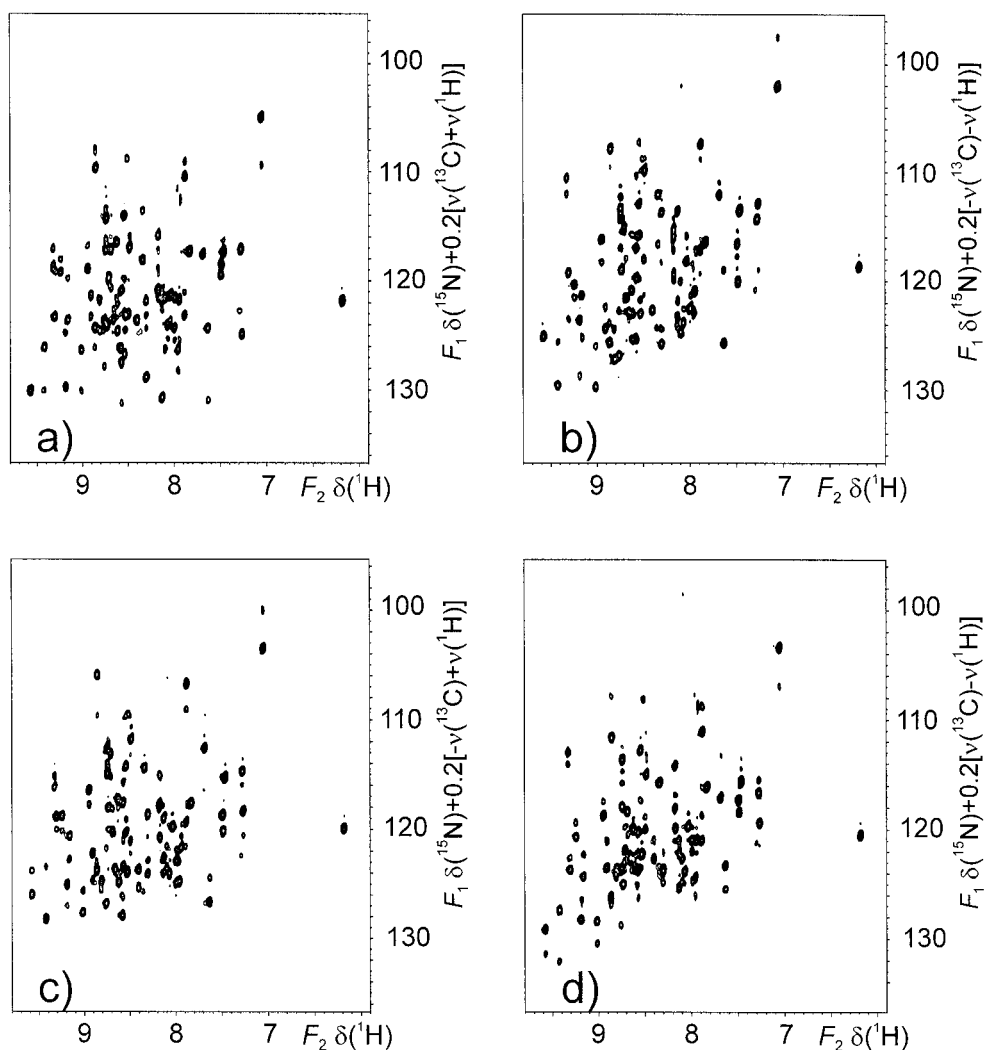 100
110
120
130
F₁ δ(¹⁵N)+0.2[ν(¹³C)+ν(¹H)]
a)
9 8 7 F₂ δ(¹H)
100
110
120
130
F₁ δ(¹⁵N)+0.2[-ν(¹³C)-ν(¹H)]
b)
9 8 7 F₂ δ(¹H)
100
110
120
130
F₁ δ(¹⁵N)+0.2[-ν(¹³C)+ν(¹H)]
c)
9 8 7 F₂ δ(¹H)
100
110
120
130
F₁ δ(¹⁵N)+0.2[ν(¹³C)-ν(¹H)]
d)
9 8 7 F₂ δ(¹H)